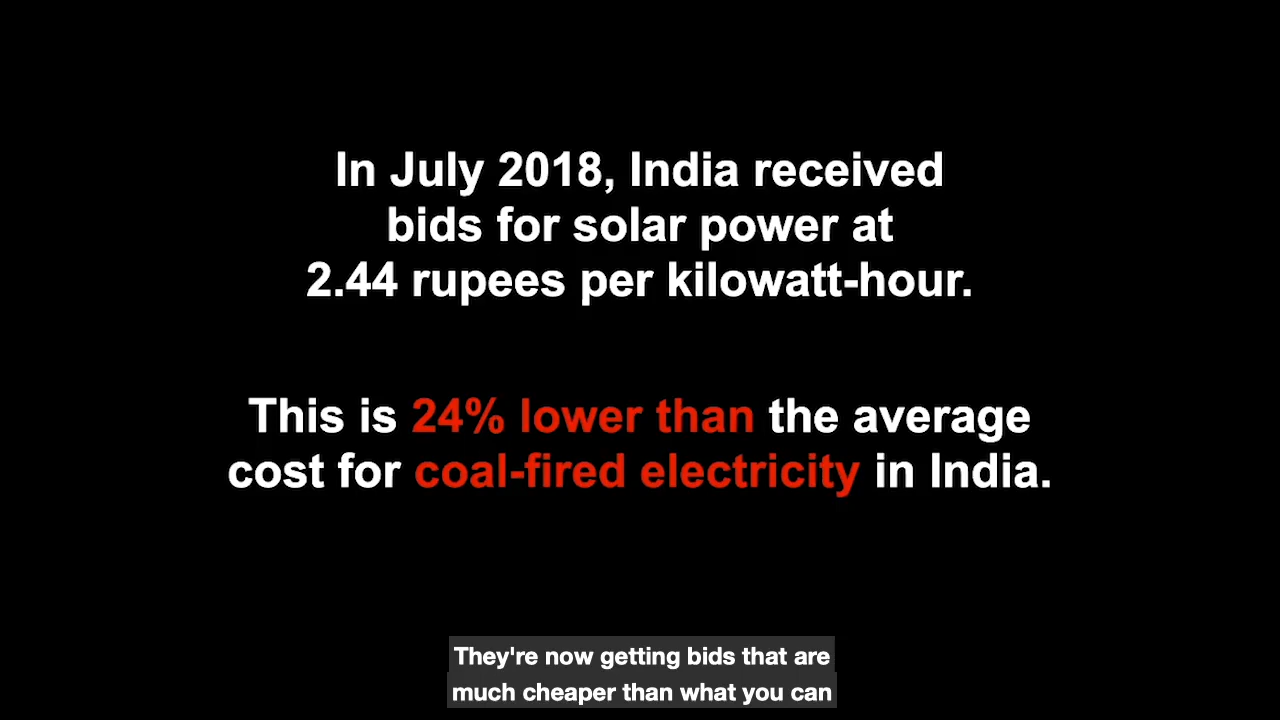 In July 2018, India received
bids for solar power at
2.44 rupees per kilowatt-hour.
This is 24% lower than the average
cost for coal-fired electricity in India.
They're now getting bids that are
much cheaper than what you can